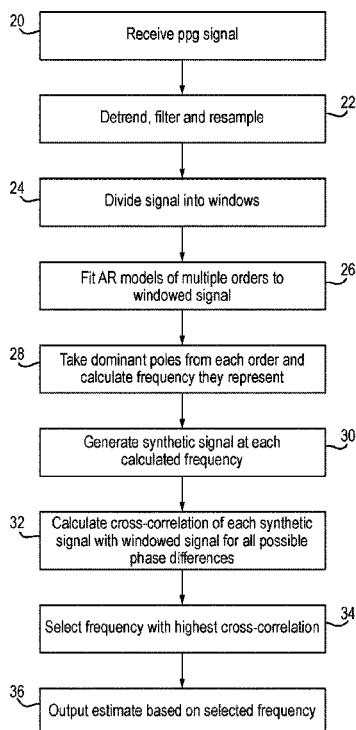 20
Receive ppg signal
22
Detrend, filter and resample
24
Divide signal into windows
26
Fit AR models of multiple orders to
windowed signal
28
Take dominant poles from each order and
calculate frequency they represent
30
Generate synthetic signal at each
calculated frequency
32
Calculate cross-correlation of each synthetic
signal with windowed signal for all possible
phase differences
34
Select frequency with highest cross-correlation
36
Output estimate based on selected frequency